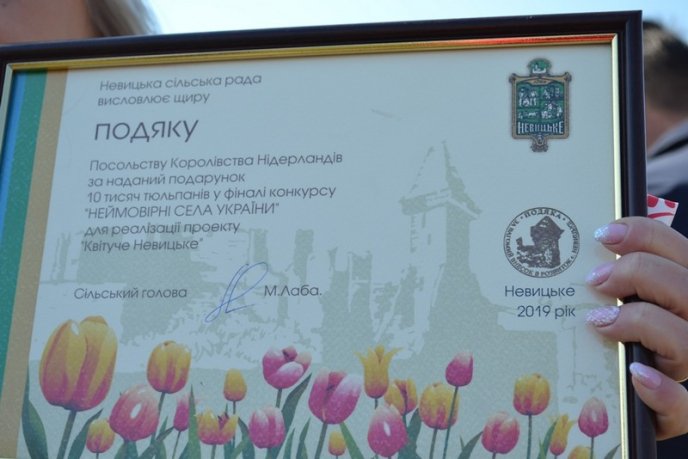 Невицька сільська рада
висловлює щиру
ПОДЯКУ
Посольству Королівства Нідерландів
за наданий подарунок
10 тисяч тюльпанів у фіналі конкурсу
"НЕЙМОВІРНІ СЕЛА УКРАЇНИ"
для реалізації проекту
"Квітуче Невицьке"
Сільський голова М.Лаба.
НЕВИЦЬКЕ
ПОДЯКА
Невицьке
2019 рік